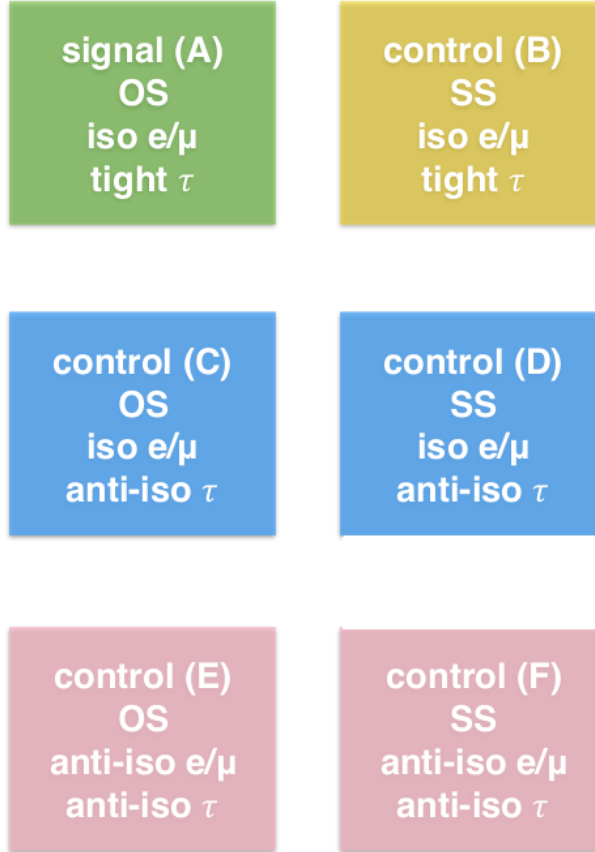 signal (A)
OS
iso e/μ
tight τ
control (B)
SS
iso e/μ
tight τ
control (C)
OS
iso e/μ
anti-iso τ
control (D)
SS
iso e/μ
anti-iso τ
control (E)
OS
anti-iso e/μ
anti-iso τ
control (F)
SS
anti-iso e/μ
anti-iso τ